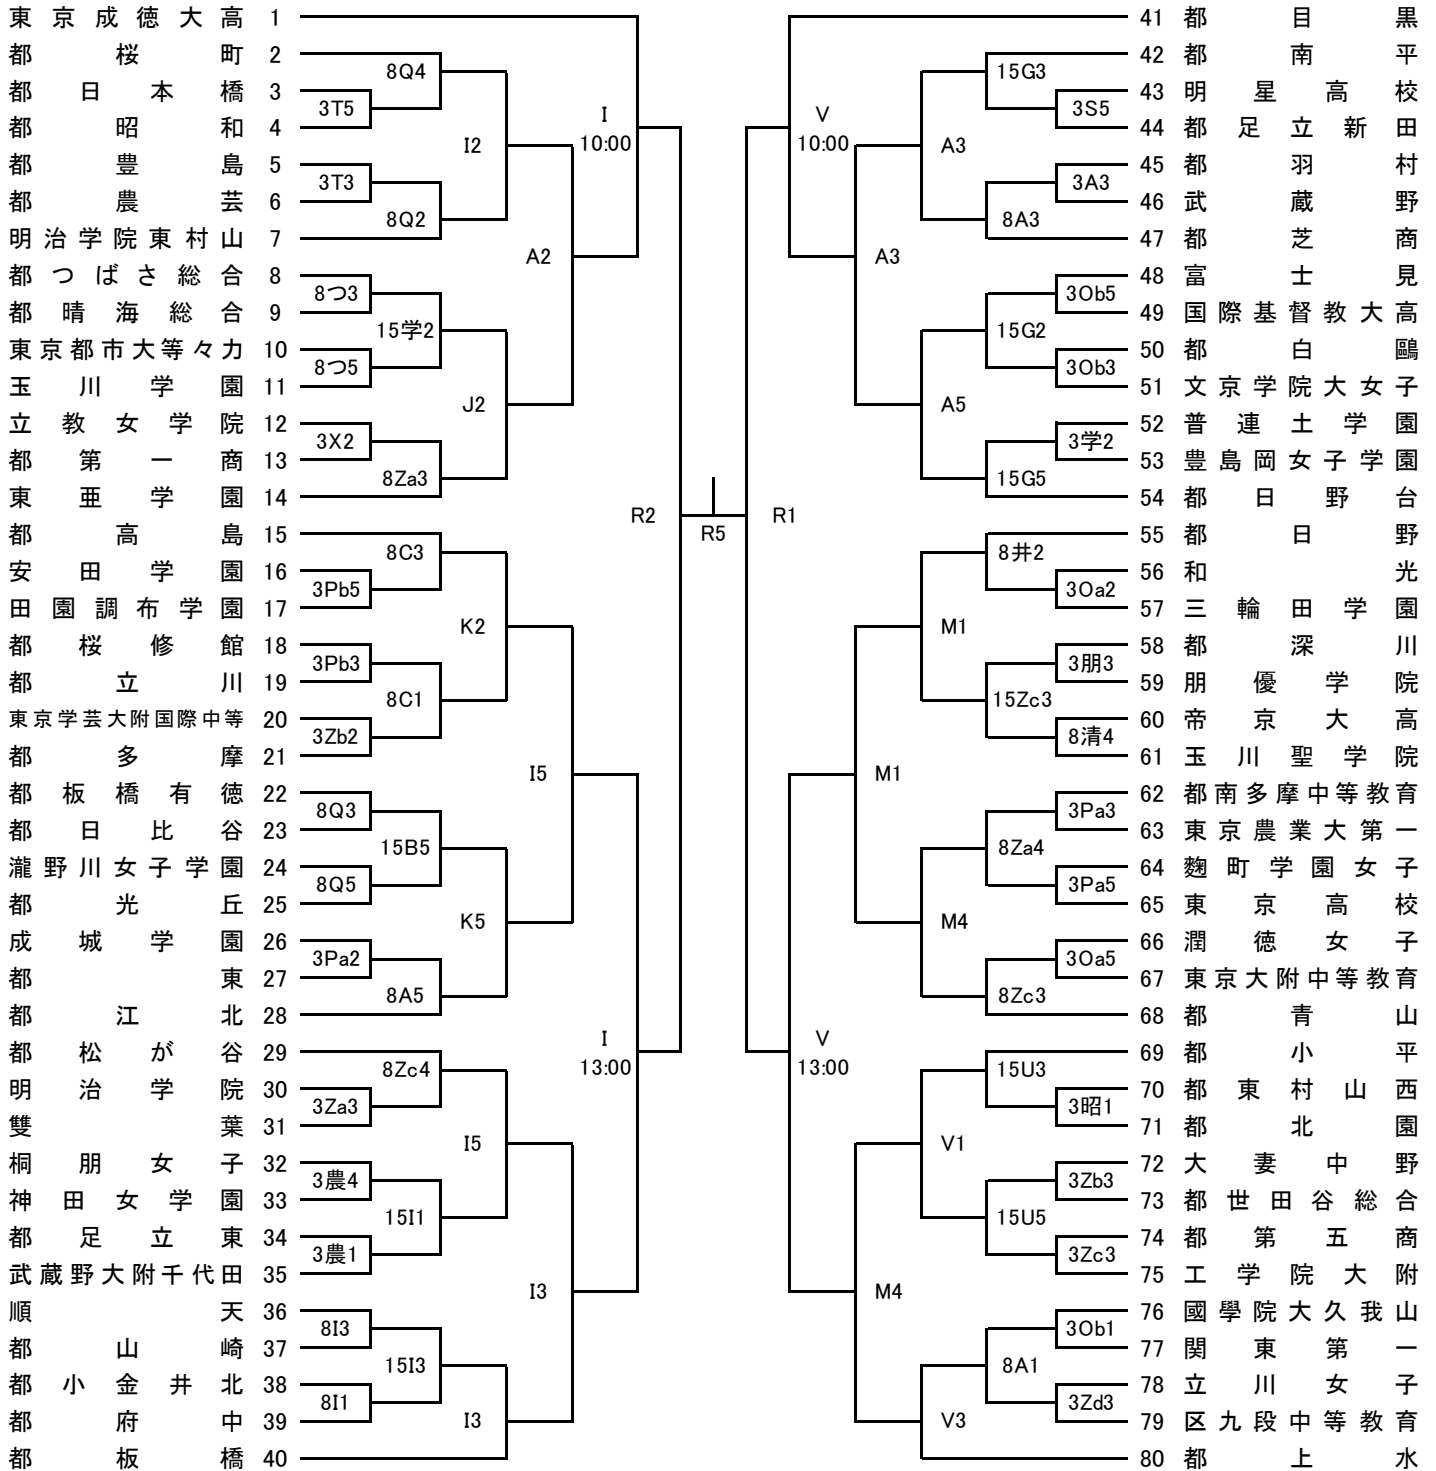 東京成徳大高 1
都桜町 2
都日本橋 3
都昭和 4
都豊島 5
都農芸 6
明治学院東村山 7
都つばさ総合 8
都晴海総合 9
東京都市大等々力 10
玉川学園 11
立教女学院 12
都第一商 13
東亜学園 14
都高島 15
安田学園 16
田園調布学園 17
都桜修館 18
都立川 19
東京学芸大附国際中等 20
都多摩 21
都板橋有徳 22
都日比谷 23
瀧野川女子学園 24
都光丘 25
成城学園 26
都東 27
都江北 28
都松が谷 29
明治学院 30
雙葉 31
桐朋女子 32
神田女学園 33
都足立東 34
武蔵野大附千代田 35
順天 36
都山崎 37
都小金井北 38
都府中 39
都板橋 40
3T5
3T3
8つ3
8つ5
3X2
3Pb5
3Pb3
3Zb2
8Q3
8Q5
3Pa2
3Za3
3農4
3農1
8I3
8I1
8Q4
8Q2
15学2
8Za3
8C3
8C1
15B5
8A5
8Zc4
15I1
15I3
I2
J2
K2
K5
I5
I3
A2
I5
I3
I
10:00
I
13:00
R2
R5
R1
V
10:00
V
13:00
A3
M1
M4
A3
A5
M1
M4
V1
V3
15G3
8A3
15G2
15G5
8井2
15Zc3
8Za4
8Zc3
15U3
15U5
8A1
3S5
3A3
3Ob5
3Ob3
3学2
3Oa2
3朋3
8清4
3Pa3
3Pa5
3Oa5
3昭1
3Zb3
3Zc3
3Ob1
3Zd3
41 都目黒
42 都南平
43 明星高校
44 都足立新田
45 都羽村
46 武蔵野
47 都芝商
48 富士見
49 国際基督教大高
50 都白鷗
51 文京学院大女子
52 普連土学園
53 豊島岡女子学園
54 都日野台
55 都日野
56 和光
57 三輪田学園
58 都深川
59 朋優学院
60 帝京大高
61 玉川聖学院
62 都南多摩中等教育
63 東京農業大第一
64 麴町学園女子
65 東京高校
66 潤徳女子
67 東京大附中等教育
68 都青山
69 都小平
70 都東村山西
71 都北園
72 大妻中野
73 都世田谷総合
74 都第五商
75 工学院大附
76 國學院大久我山
77 関東第一
78 立川女子
79 区九段中等教育
80 都上水